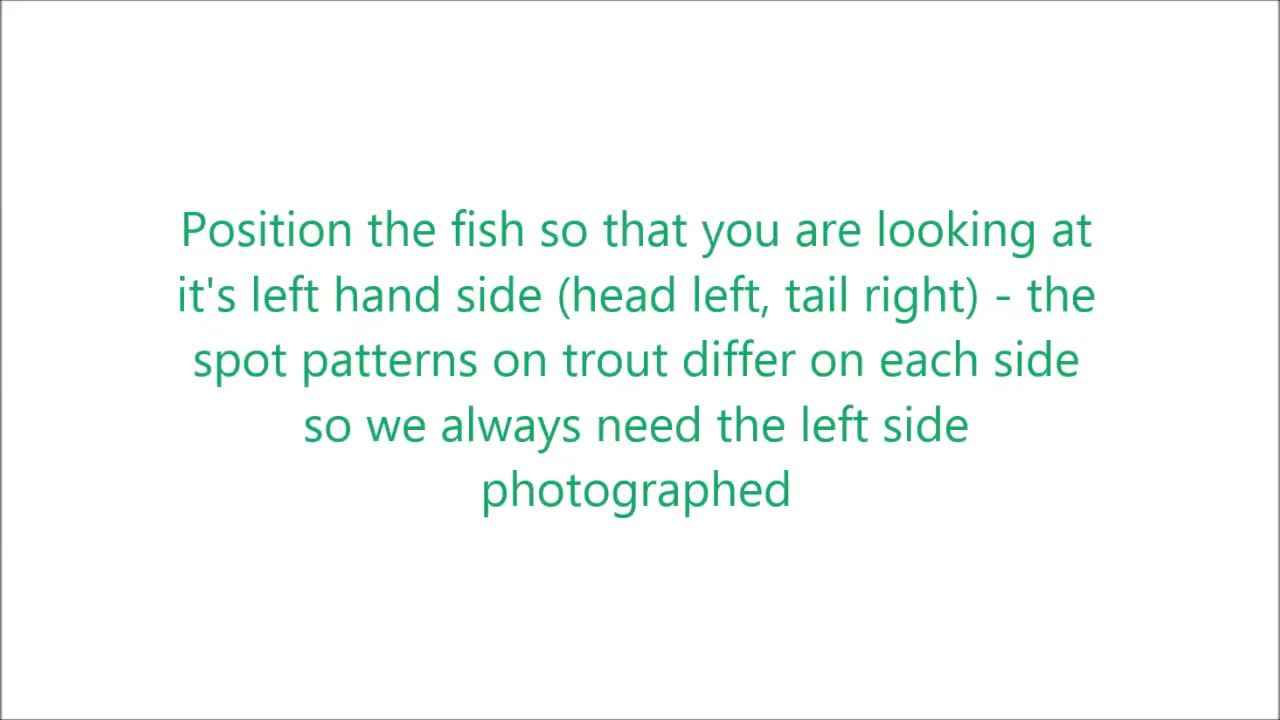 Position the fish so that you are looking at
it's left hand side (head left, tail right) - the
spot patterns on trout differ on each side
so we always need the left side
photographed